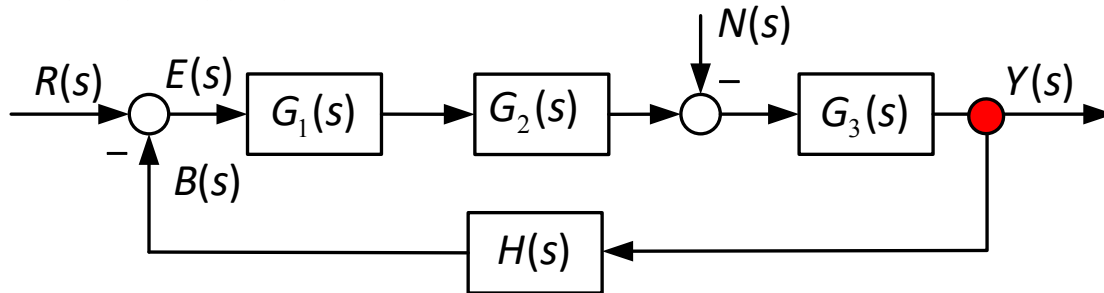 N(s)
R(s) E(s) G₁(s) G₂(s) − G₃(s) Y(s)
− B(s)
H(s)